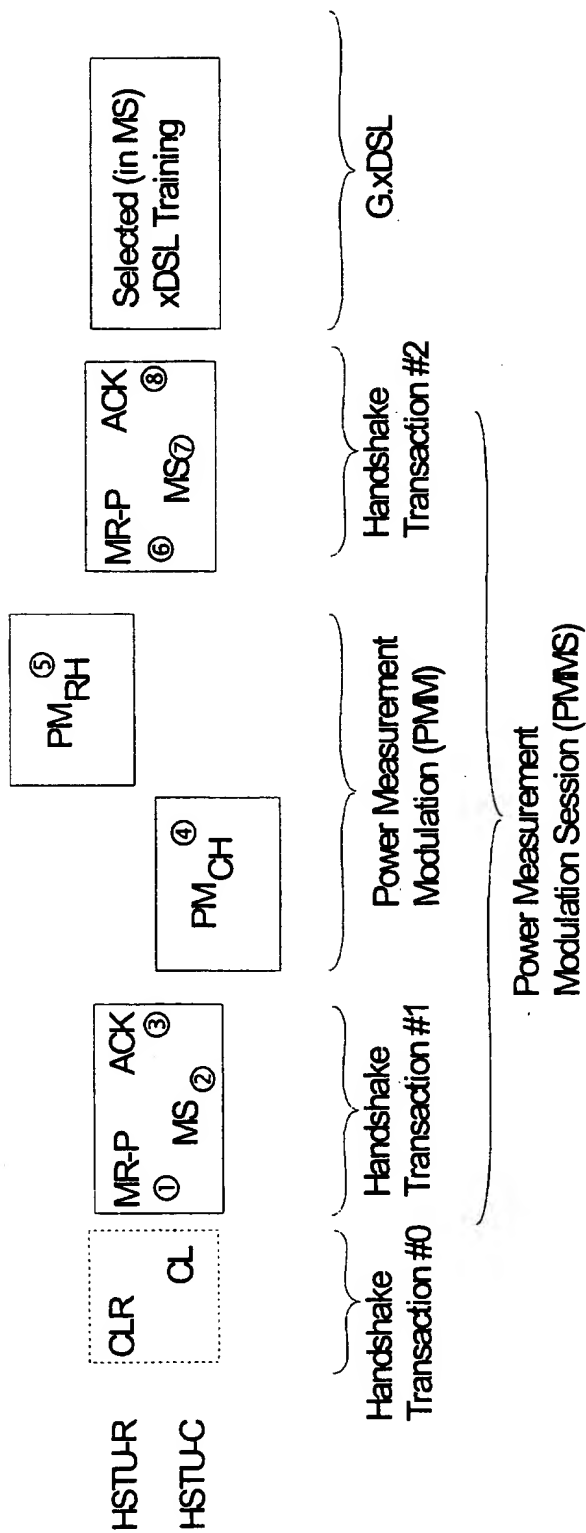 HSTU-R
HSTU-C
CLR
CL
Handshake
Transaction #0
MR-P ACK
① ③
MS ②
Handshake
Transaction #1
PM CH ④
PM RH ⑤
Power Measurement
Modulation (PMM)
MR-P ACK
⑥ ⑧
MS ⑦
Handshake
Transaction #2
Power Measurement
Modulation Session (PMMS)
Selected (in MS)
xDSL Training
G.xDSL